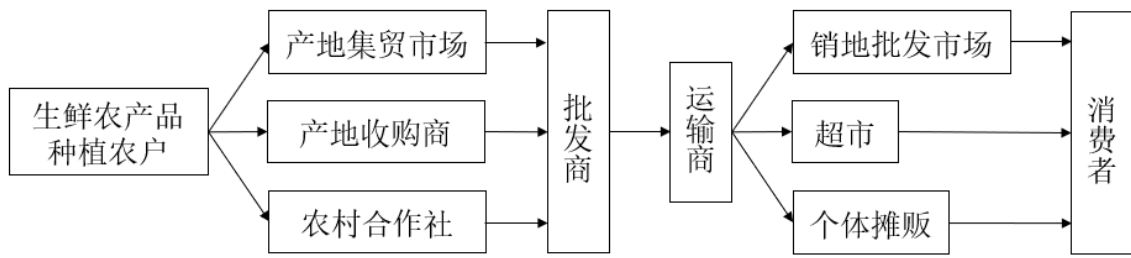 生鲜农产品
种植农户
产地集贸市场
产地收购商
农村合作社
批发商
运输商
销地批发市场
超市
个体摊贩
消费者